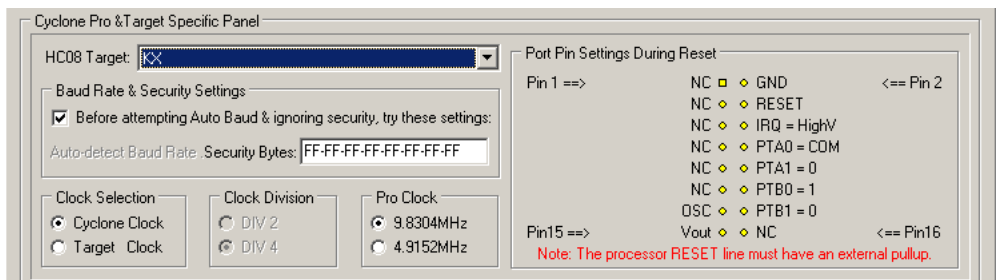 Cyclone Pro &Target Specific Panel
HC08 Target: KX
Baud Rate & Security Settings
Before attempting Auto Baud & ignoring security, try these settings:
Auto-detect Baud Rate. Security Bytes: FF-FF-FF-FF-FF-FF-FF-FF
Clock Selection
Cyclone Clock
Target Clock
Clock Division
DIV 2
DIV 4
Pro Clock
9.8304MHz
4.9152MHz
Port Pin Settings During Reset
Pin 1 ==> NC GND <== Pin 2
NC RESET
NC IRQ = HighV
NC PTA0 = COM
NC PTA1 = 0
NC PTB0 = 1
OSC PTB1 = 0
Pin15 ==> Vout NC <== Pin16
Note: The processor RESET line must have an external pullup.